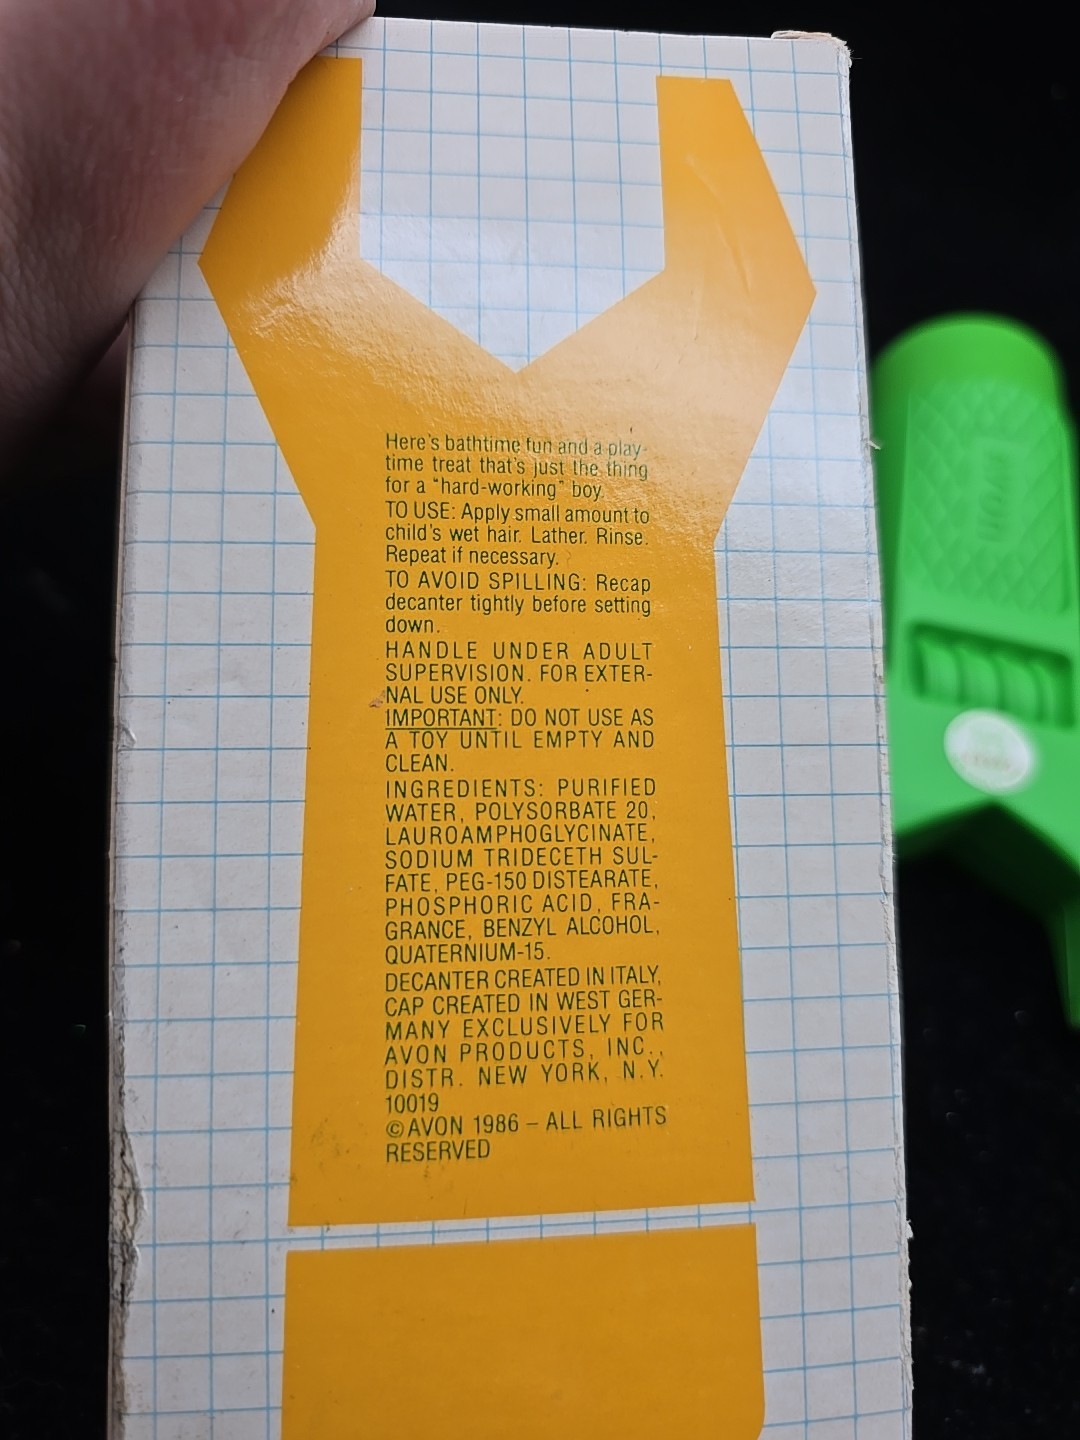 Here's bathtime fun and a play-
time treat that's just the thing
for a "hard-working" boy.
TO USE: Apply small amount to
child's wet hair. Lather. Rinse.
Repeat if necessary.
TO AVOID SPILLING: Recap
decanter tightly before setting
down.
HANDLE UNDER ADULT
SUPERVISION. FOR EXTER-
NAL USE ONLY.
IMPORTANT: DO NOT USE AS
A TOY UNTIL EMPTY AND
CLEAN.
INGREDIENTS: PURIFIED
WATER, POLYSORBATE 20,
LAUROAMPHOGLYCINATE,
SODIUM TRIDECETH SUL-
FATE, PEG-150 DISTEARATE,
PHOSPHORIC ACID, FRA-
GRANCE, BENZYL ALCOHOL,
QUATERNIUM-15.
DECANTER CREATED IN ITALY,
CAP CREATED IN WEST GER-
MANY EXCLUSIVELY FOR
AVON PRODUCTS, INC.,
DISTR. NEW YORK, N.Y.
10019
©AVON 1986 – ALL RIGHTS
RESERVED